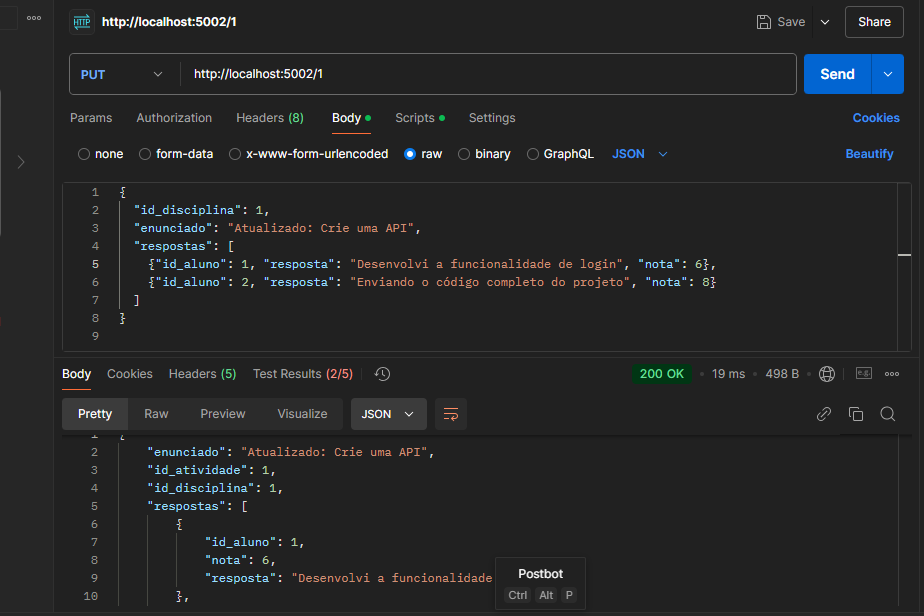 HTTP http://localhost:5002/1 Save Share
PUT http://localhost:5002/1 Send
Params Authorization Headers (8) Body Scripts Settings Cookies
none form-data x-www-form-urlencoded raw binary GraphQL JSON Beautify
1 {
2 "id_disciplina": 1,
3 "enunciado": "Atualizado: Crie uma API",
4 "respostas": [
5 {"id_aluno": 1, "resposta": "Desenvolvi a funcionalidade de login", "nota": 6},
6 {"id_aluno": 2, "resposta": "Enviando o código completo do projeto", "nota": 8}
7 ]
8 }
9
Body Cookies Headers (5) Test Results (2/5) 200 OK • 19 ms • 498 B • e.g.
Pretty Raw Preview Visualize JSON
1 {
2 "enunciado": "Atualizado: Crie uma API",
3 "id_atividade": 1,
4 "id_disciplina": 1,
5 "respostas": [
6 {
7 "id_aluno": 1,
8 "nota": 6,
9 "resposta": "Desenvolvi a funcionalidade
10 },
Postbot
Ctrl Alt P